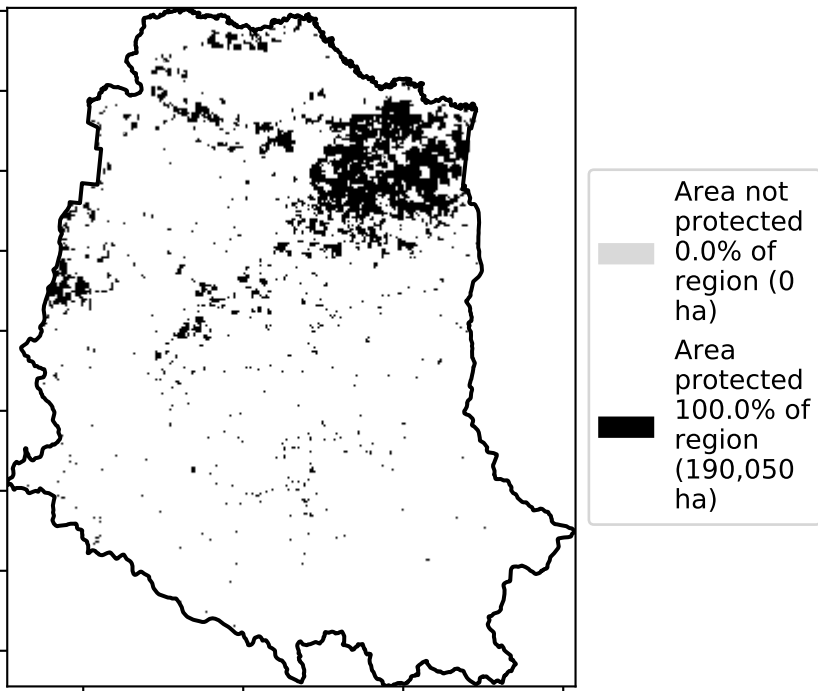 Area not
protected
0.0% of
region (0
ha)
Area
protected
100.0% of
region
(190,050
ha)